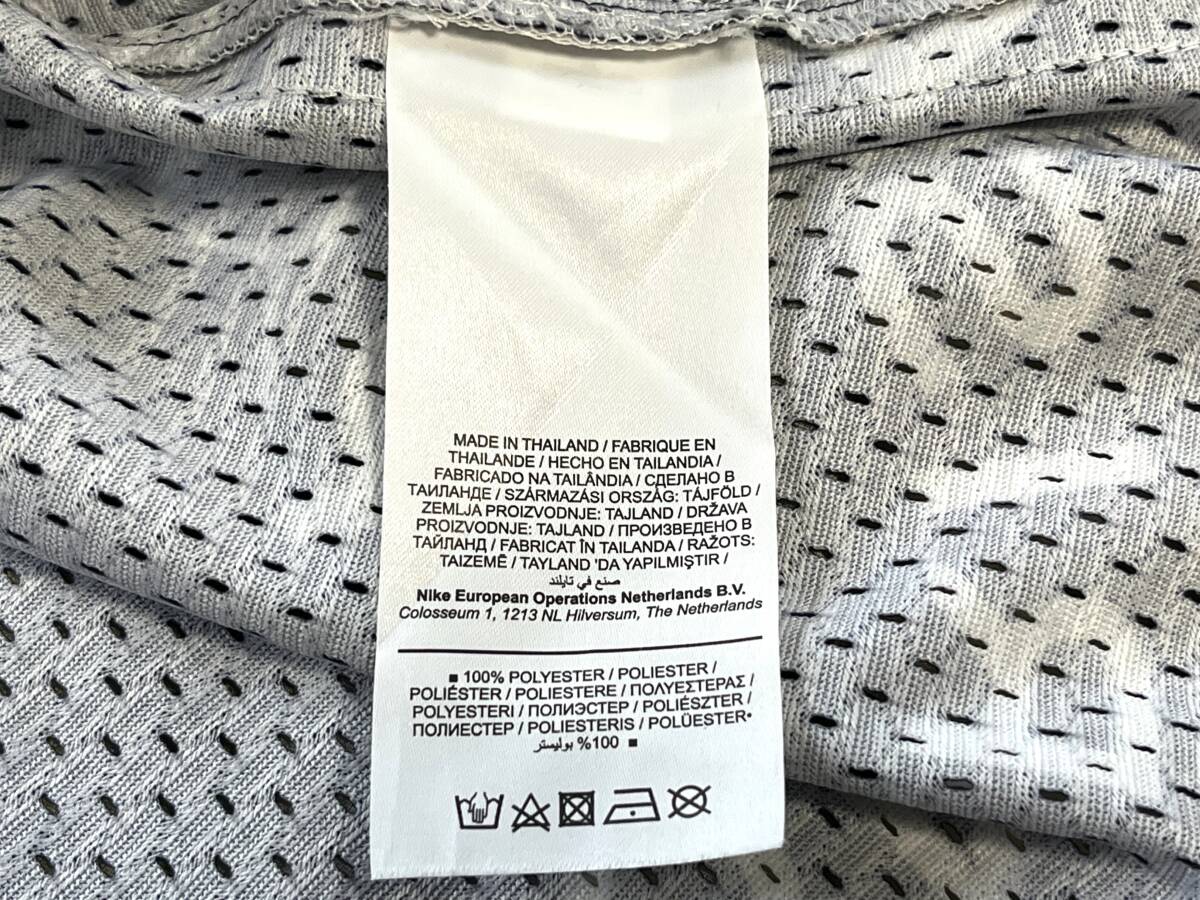 MADE IN THAILAND / FABRIQUE EN
THAILANDE / HECHO EN TAILANDIA /
FABRICADO NA TAILÂNDIA / СДЕЛАНО В
ТАИЛАНДЕ / SZÁRMAZÁSI ORSZÁG: TÁJFÖLD /
ZEMLJA PROIZVODNJE: TAJLAND / DRŽAVA
PROIZVODNJE: TAJLAND / ПРОИЗВЕДЕНО В
ТАЙЛАНД / FABRICAT ÎN TAILANDA / RAŽOTS:
TAIZEMĒ / TAYLAND 'DA YAPILMIŞTIR /
صنع في تايلند
Nike European Operations Netherlands B.V.
Colosseum 1, 1213 NL Hilversum, The Netherlands
■ 100% POLYESTER / POLIESTER /
POLIÉSTER / POLIESTERE / ΠΟΛΥΕΣΤΕΡΑΣ /
POLYESTERI / ПОЛИЭСТЕР / POLIÉSZTER /
ПОЛИЕСТЕР / POLIESTERIS / POLÜESTER•
■ 100% بوليستر